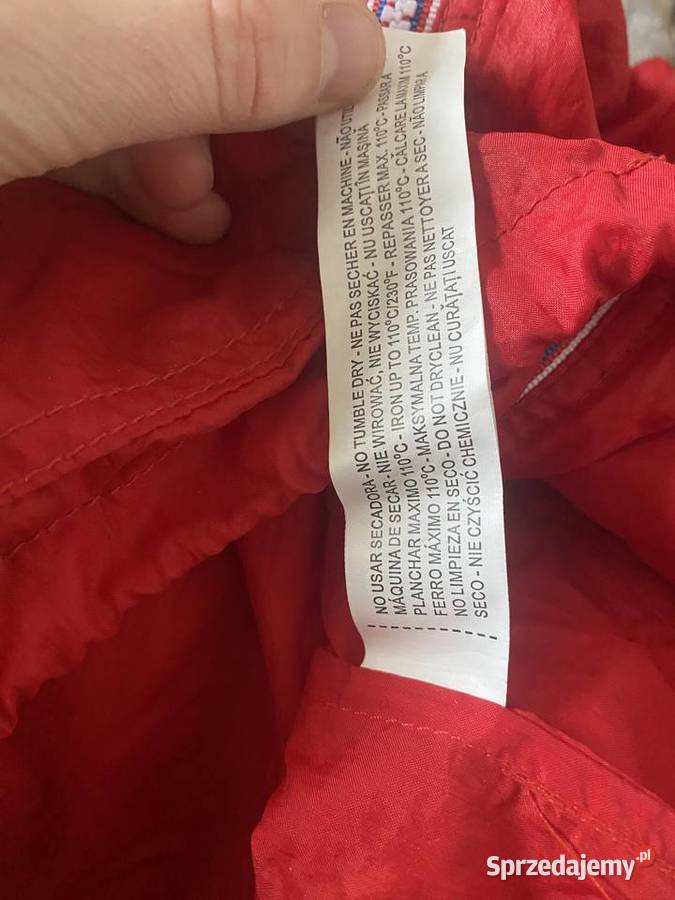 NO USAR SECADORA - NO TUMBLE DRY - NE PAS SECHER EN MACHINE - NÃO
MÁQUINA DE SECAR - NIE WIROWAĆ, NIE WYCISKAĆ - NU USCAȚI ÎN MAȘINĂ
PLANCHAR MAXIMO 110°C - IRON UP TO 110°C/230°F - REPASSER MAX. 110°C - PASSAR A
FERRO MÁXIMO 110°C - MAKSYMALNA TEMP. PRASOWANIA 110°C - CĂLCARE LA MAXIM 110°C
NO LIMPIEZA EN SECO - DO NOT DRYCLEAN - NE PAS NETTOYER A SEC - NÃO LIMPAR A
SECO - NIE CZYŚCIĆ CHEMICZNIE - NU CURĂȚAȚI USCAT
Sprzedajemy.pl